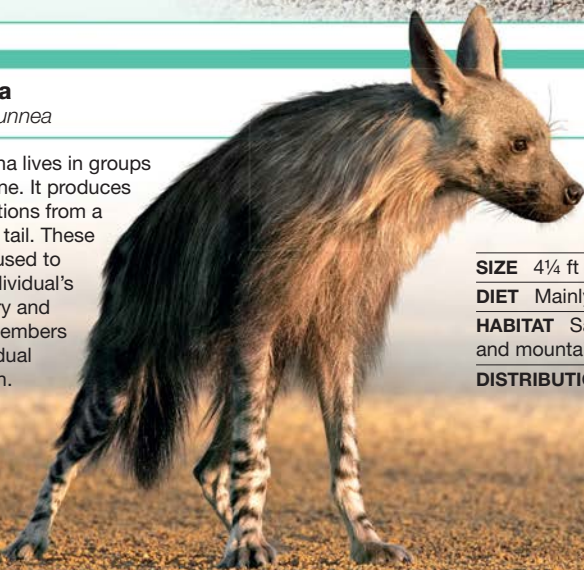 a
unnea
na lives in groups
ne. It produces
tions from a
tail. These
used to
dividual's
ry and
embers
dual
n.
SIZE 4¼ ft
DIET Mainly
HABITAT Sa
and mounta
DISTRIBUTIO